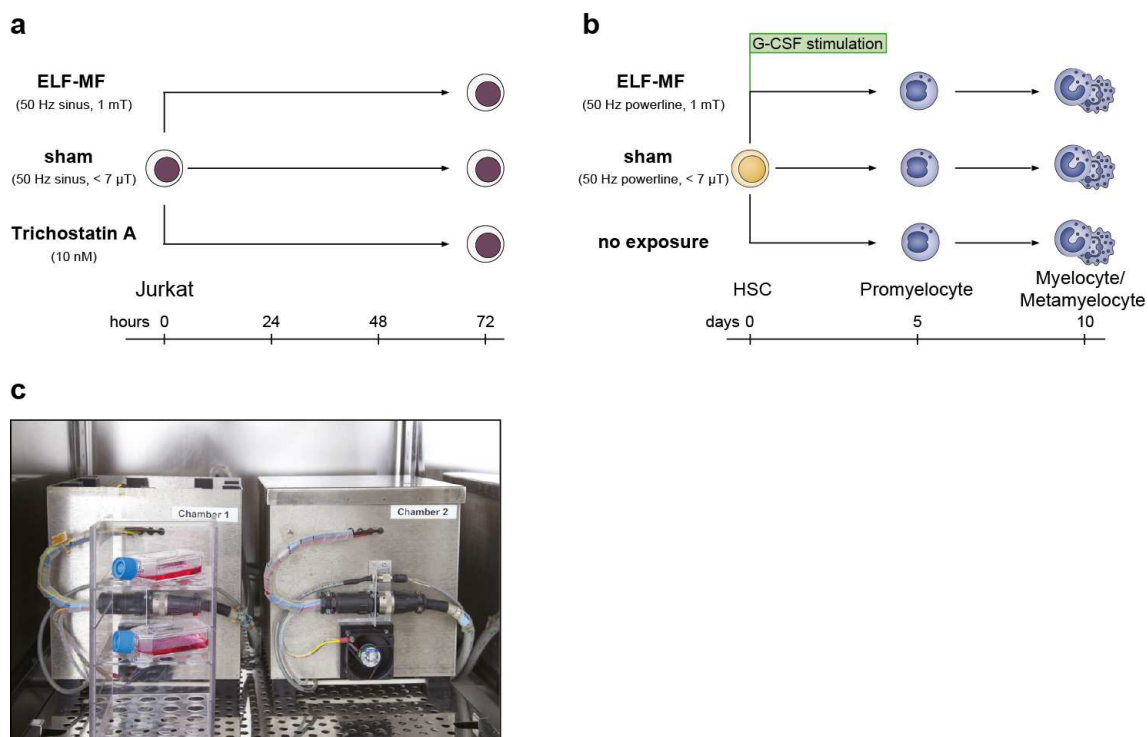 a
ELF-MF
(50 Hz sinus, 1 mT)
sham
(50 Hz sinus, < 7 µT)
Trichostatin A
(10 nM)
Jurkat
hours 0 24 48 72
b
G-CSF stimulation
ELF-MF
(50 Hz powerline, 1 mT)
sham
(50 Hz powerline, < 7 µT)
no exposure
HSC Promyelocyte Myelocyte/
Metamyelocyte
days 0 5 10
c
Chamber 1
Chamber 2